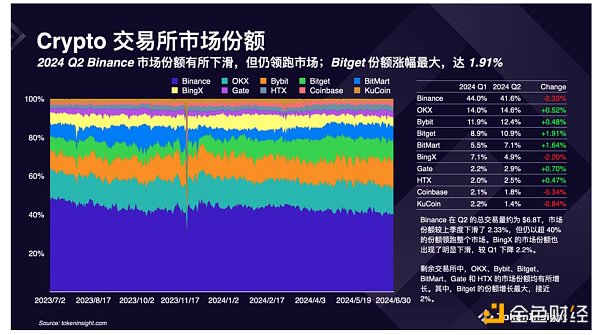 Crypto 交易所市场份额
2024 Q2 Binance 市场份额有所下滑，但仍领跑市场；Bitget 份额涨幅最大，达 1.91%
Binance OKX Bybit Bitget BitMart
BingX Gate HTX Coinbase KuCoin
100%
80%
60%
40%
20%
2023/7/2 2023/8/17 2023/10/2 2023/11/17 2024/1/2 2024/2/17 2024/4/3 2024/5/19 2024/6/30
2024 Q1 2024 Q2 Change
Binance 44.0% 41.6% -2.33%
OKX 14.0% 14.6% +0.52%
Bybit 11.9% 12.4% +0.48%
Bitget 8.9% 10.9% +1.91%
BitMart 5.5% 7.1% +1.64%
BingX 7.1% 4.9% -2.20%
Gate 2.2% 2.9% +0.70%
HTX 2.0% 2.5% +0.47%
Coinbase 2.1% 1.8% -0.34%
KuCoin 2.2% 1.4% -0.84%
Binance 在 Q2 的总交易量约为 $6.8T，市场
份额较上季度下滑了 2.33%，但仍以超 40%
的份额领跑整个市场。BingX 的市场份额也
出现了明显下滑，较 Q1 下降 2.2%。
剩余交易所中，OKX、Bybit、Bitget、
BitMart、Gate 和 HTX 的市场份额均有所增
长。其中，Bitget 的份额增长最大，接近
2%。
Source: tokeninsight.com
金色财经